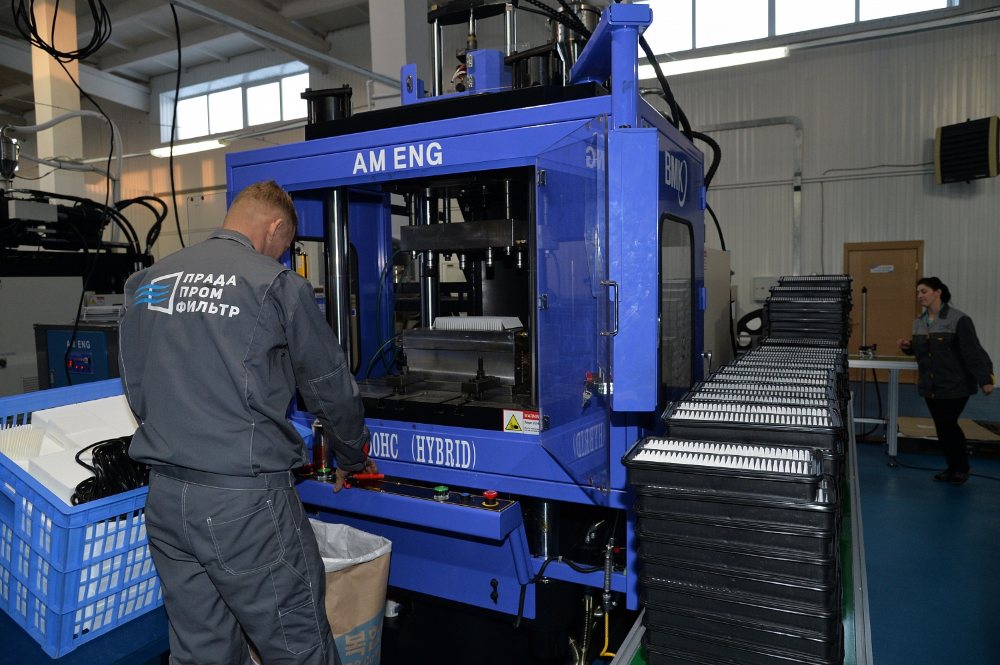 AM ENG
BMK
ПРАДА
ПРОМ
ФИЛЬТР
AM ENG
WARNING
(HYBRID)